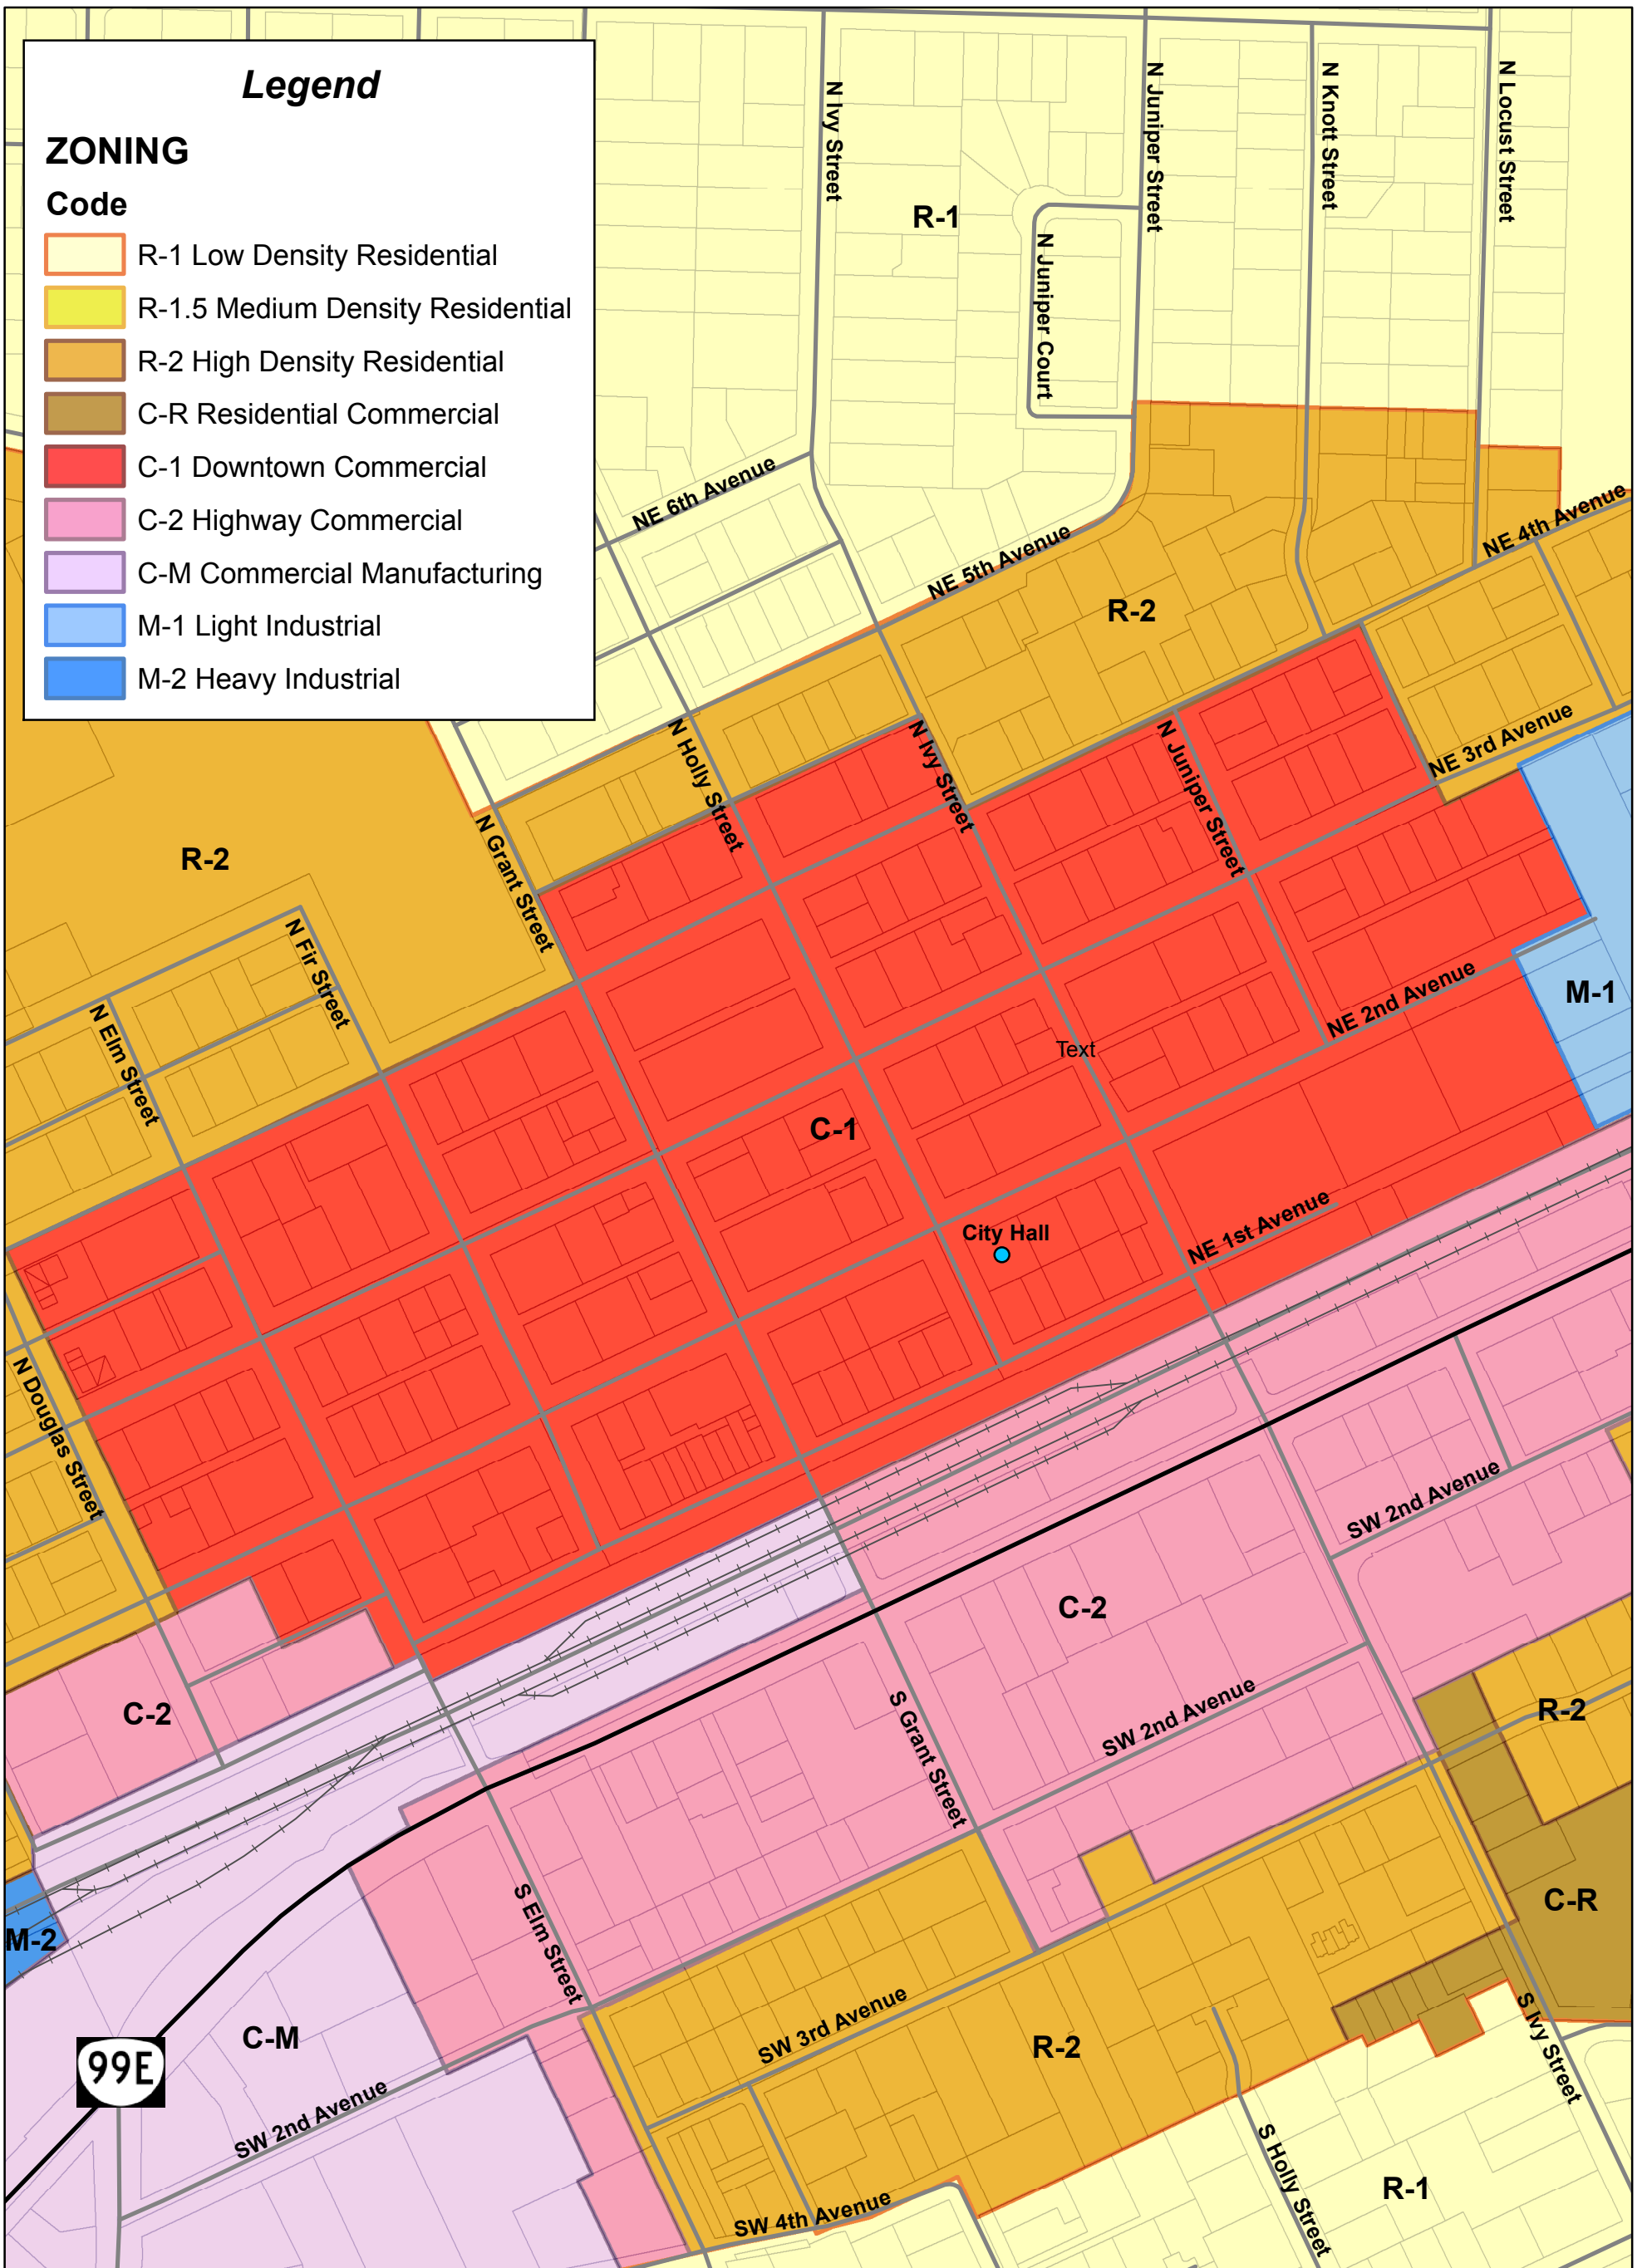 Legend
ZONING
Code
R-1 Low Density Residential
R-1.5 Medium Density Residential
R-2 High Density Residential
C-R Residential Commercial
C-1 Downtown Commercial
C-2 Highway Commercial
C-M Commercial Manufacturing
M-1 Light Industrial
M-2 Heavy Industrial
N Ivy Street
N Juniper Street
N Knott Street
N Locust Street
R-1
N Juniper Court
NE 6th Avenue
NE 5th Avenue
NE 4th Avenue
R-2
NE 3rd Avenue
N Holly Street
N Ivy Street
N Juniper Street
N Grant Street
R-2
N Fir Street
N Elm Street
M-1
NE 2nd Avenue
Text
C-1
City Hall
NE 1st Avenue
N Douglas Street
SW 2nd Avenue
C-2
C-2
S Grant Street
SW 2nd Avenue
R-2
C-R
M-2
S Elm Street
C-M
99E
SW 2nd Avenue
SW 3rd Avenue
R-2
S Ivy Street
S Holly Street
R-1
SW 4th Avenue